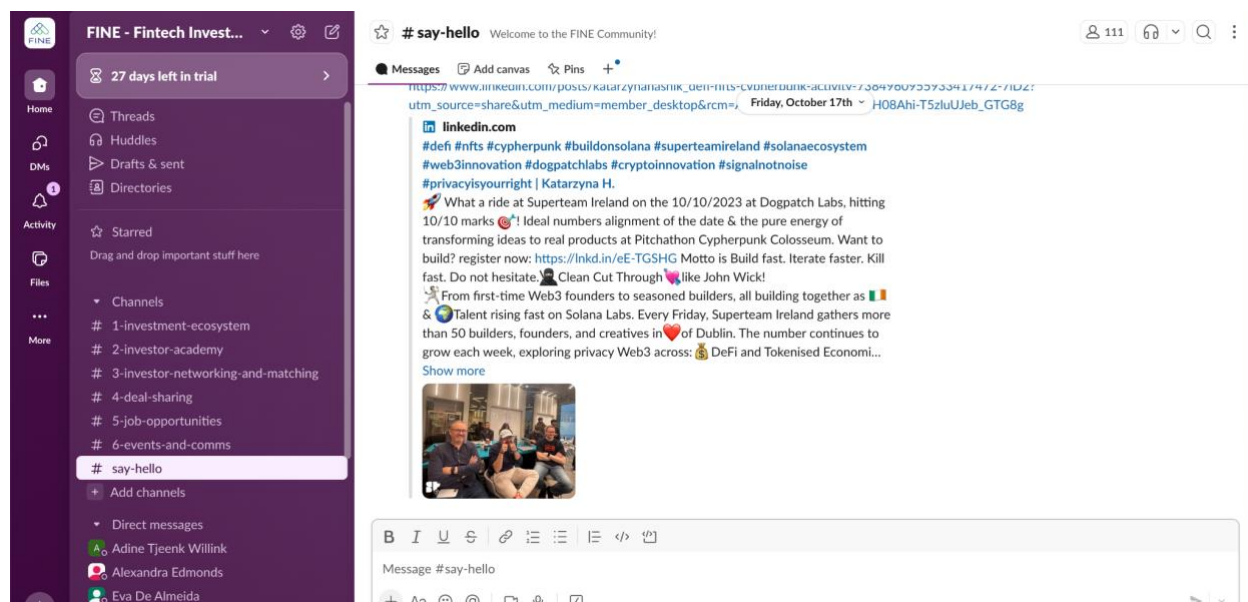 FINE
FINE - Fintech Invest...
27 days left in trial
Home
DMs
1
Activity
Files
More
Threads
Huddles
Drafts & sent
Directories
Starred
Drag and drop important stuff here
Channels
# 1-investment-ecosystem
# 2-investor-academy
# 3-investor-networking-and-matching
# 4-deal-sharing
# 5-job-opportunities
# 6-events-and-comms
# say-hello
+ Add channels
Direct messages
Adine Tjeenk Willink
Alexandra Edmonds
Eva De Almeida
# say-hello Welcome to the FINE Community!
111
Messages Add canvas Pins +
utm_source=share&utm_medium=member_desktop&rcm= Friday, October 17th H08Ahi-T5zluUJeb_GTG8g
in linkedin.com
#defi #nfts #cypherpunk #buildonsolana #superteamireland #solanaecosystem
#web3innovation #dogpatchlabs #cryptoinnovation #signalnotnoise
#privacyisyourright | Katarzyna H.
🚀 What a ride at Superteam Ireland on the 10/10/2023 at Dogpatch Labs, hitting
10/10 marks 🎯! Ideal numbers alignment of the date & the pure energy of
transforming ideas to real products at Pitchathon Cypherpunk Colosseum. Want to
build? register now: https://lnkd.in/eE-TGSHG Motto is Build fast. Iterate faster. Kill
fast. Do not hesitate.🥷Clean Cut Through💘like John Wick!
🤺From first-time Web3 founders to seasoned builders, all building together as 🇮🇪
& 🌍Talent rising fast on Solana Labs. Every Friday, Superteam Ireland gathers more
than 50 builders, founders, and creatives in❤️of Dublin. The number continues to
grow each week, exploring privacy Web3 across: 💰 DeFi and Tokenised Economi...
Show more
B I U S
Message #say-hello
Aa